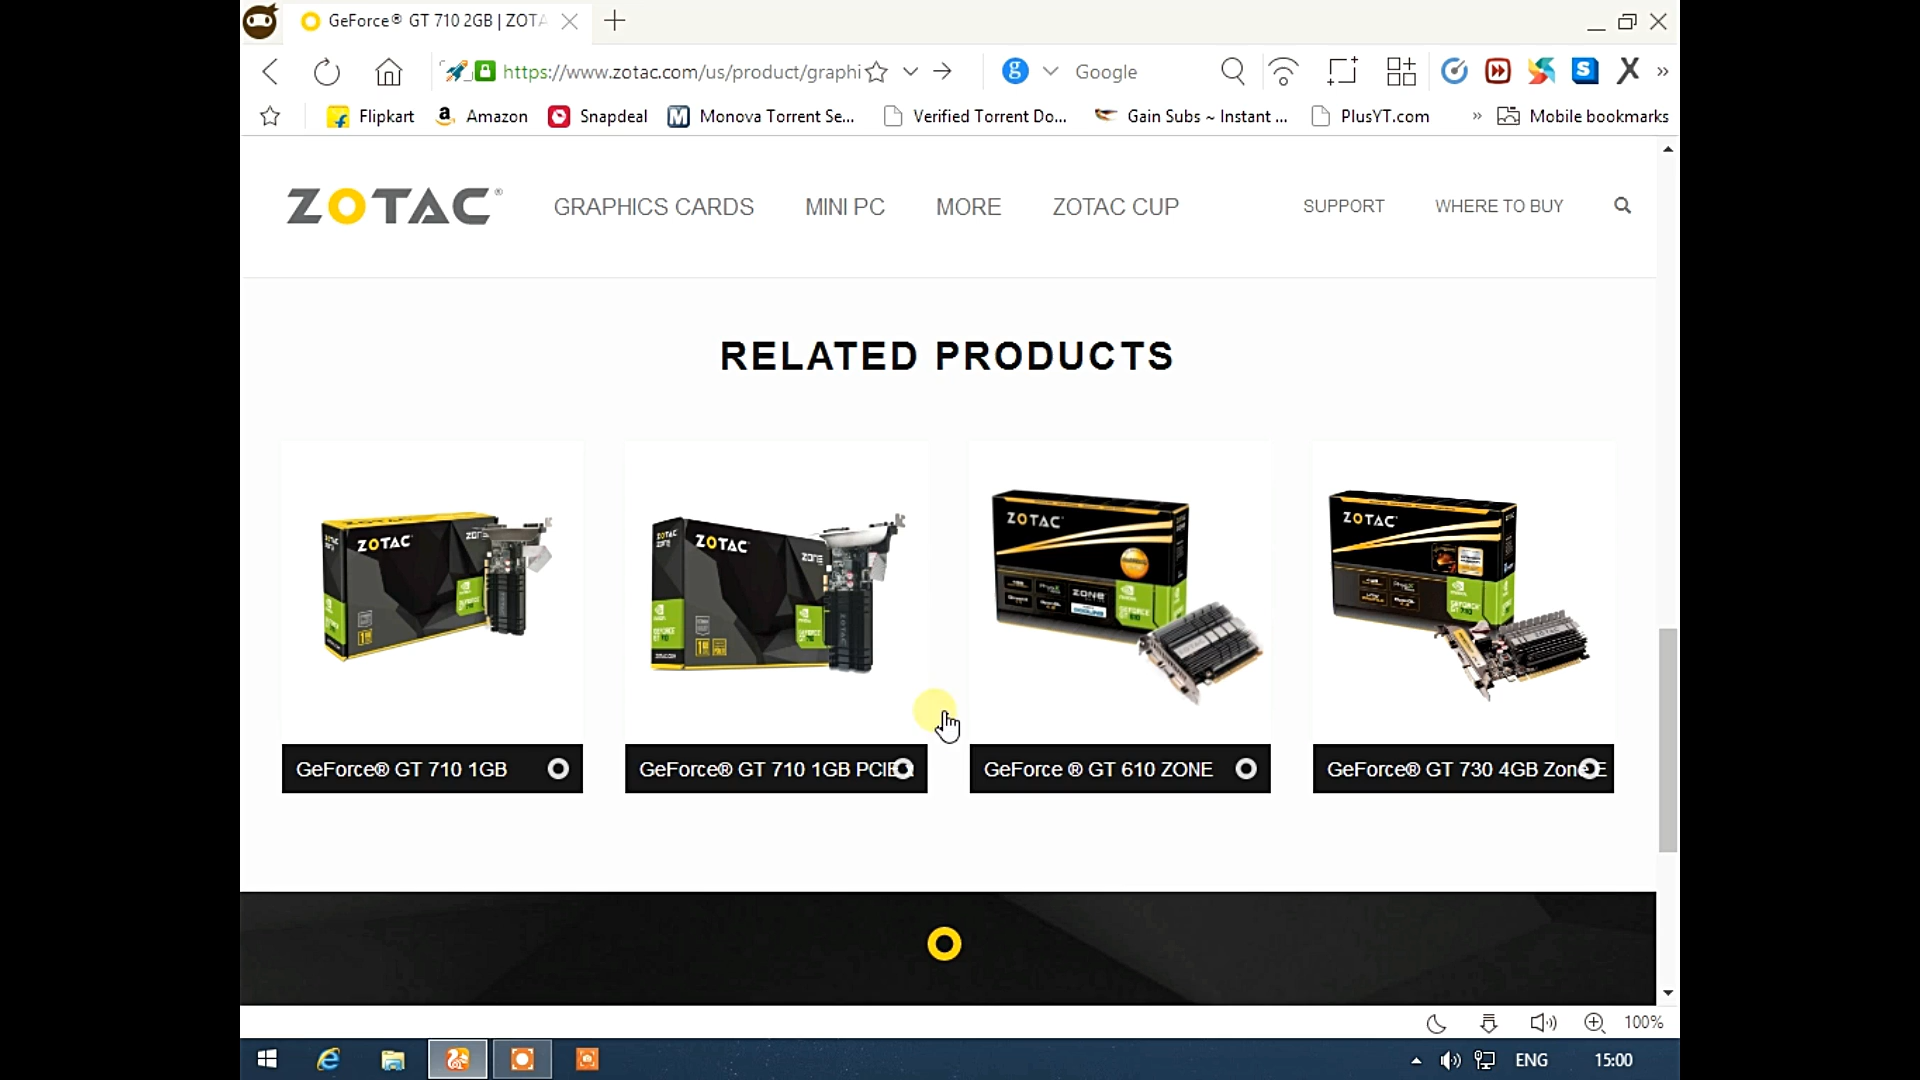 GeForce® GT 710 2GB | ZOTA
https://www.zotac.com/us/product/graphi
Google
Flipkart
Amazon
Snapdeal
Monova Torrent Se...
Verified Torrent Do...
Gain Subs ~ Instant ...
PlusYT.com
Mobile bookmarks
ZOTAC®
GRAPHICS CARDS
MINI PC
MORE
ZOTAC CUP
SUPPORT
WHERE TO BUY
RELATED PRODUCTS
ZOTAC
ZOTAC
ZONE
ZOTAC
ZONE
ZOTAC
GeForce® GT 710 1GB
GeForce® GT 710 1GB PCIE
GeForce ® GT 610 ZONE
GeForce® GT 730 4GB Zone E
100%
ENG
15:00